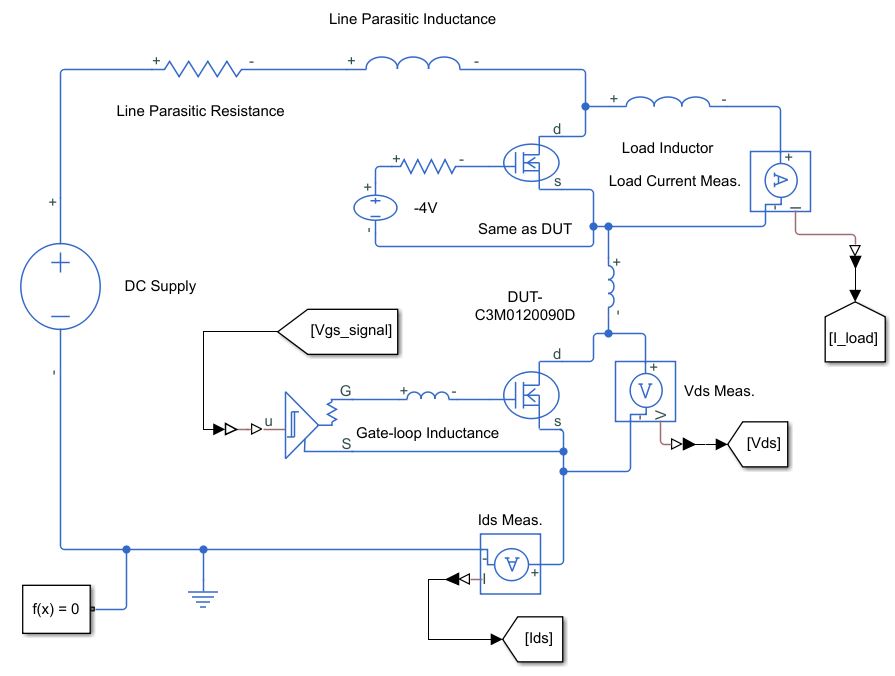 Line Parasitic Inductance
+ - + -
Line Parasitic Resistance
+ -
d
Load Inductor
+ -
+
s
Load Current Meas.
A
+
-
I
+
-4V
-
Same as DUT
+
DC Supply
-
+
-
DUT-
C3M0120090D
[I_load]
[Vgs_signal]
d
+
V
-
V
Vds Meas.
G
+ -
u
s
Gate-loop Inductance
S
[Vds]
Ids Meas.
A
-
+
I
f(x) = 0
[Ids]